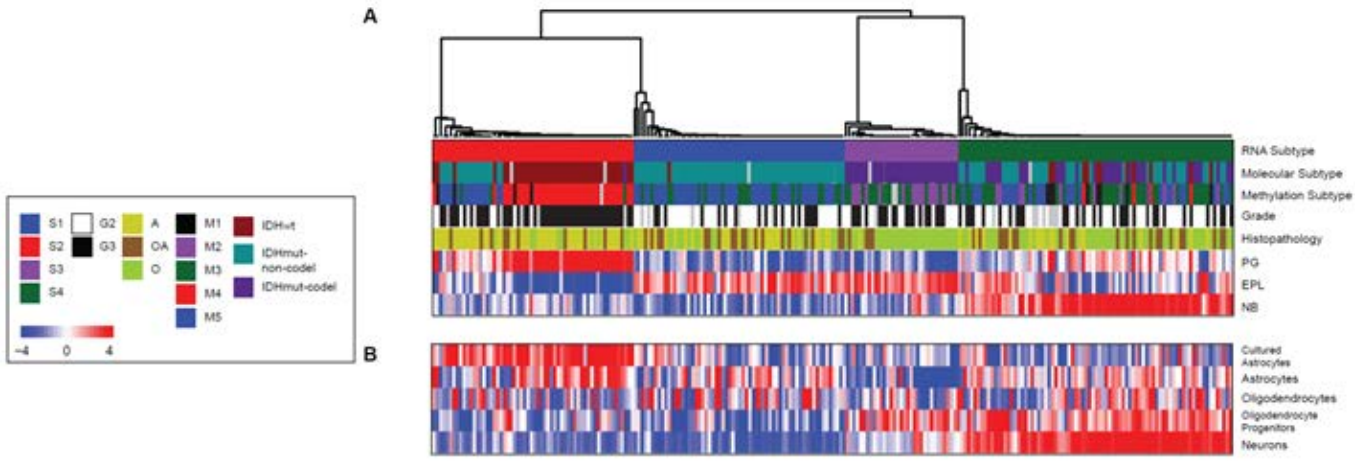 A
RNA Subtype
Molecular Subtype
Methylation Subtype
Grade
Histopathology
PG
EPL
NB
S1
S2
S3
S4
G2
G3
A
OA
O
M1
M2
M3
M4
M5
IDHwt
IDHmut-
non-codel
IDHmut-codel
−4 0 4
B
Cultured
Astrocytes
Astrocytes
Oligodendrocytes
Oligodendrocyte
Progenitors
Neurons